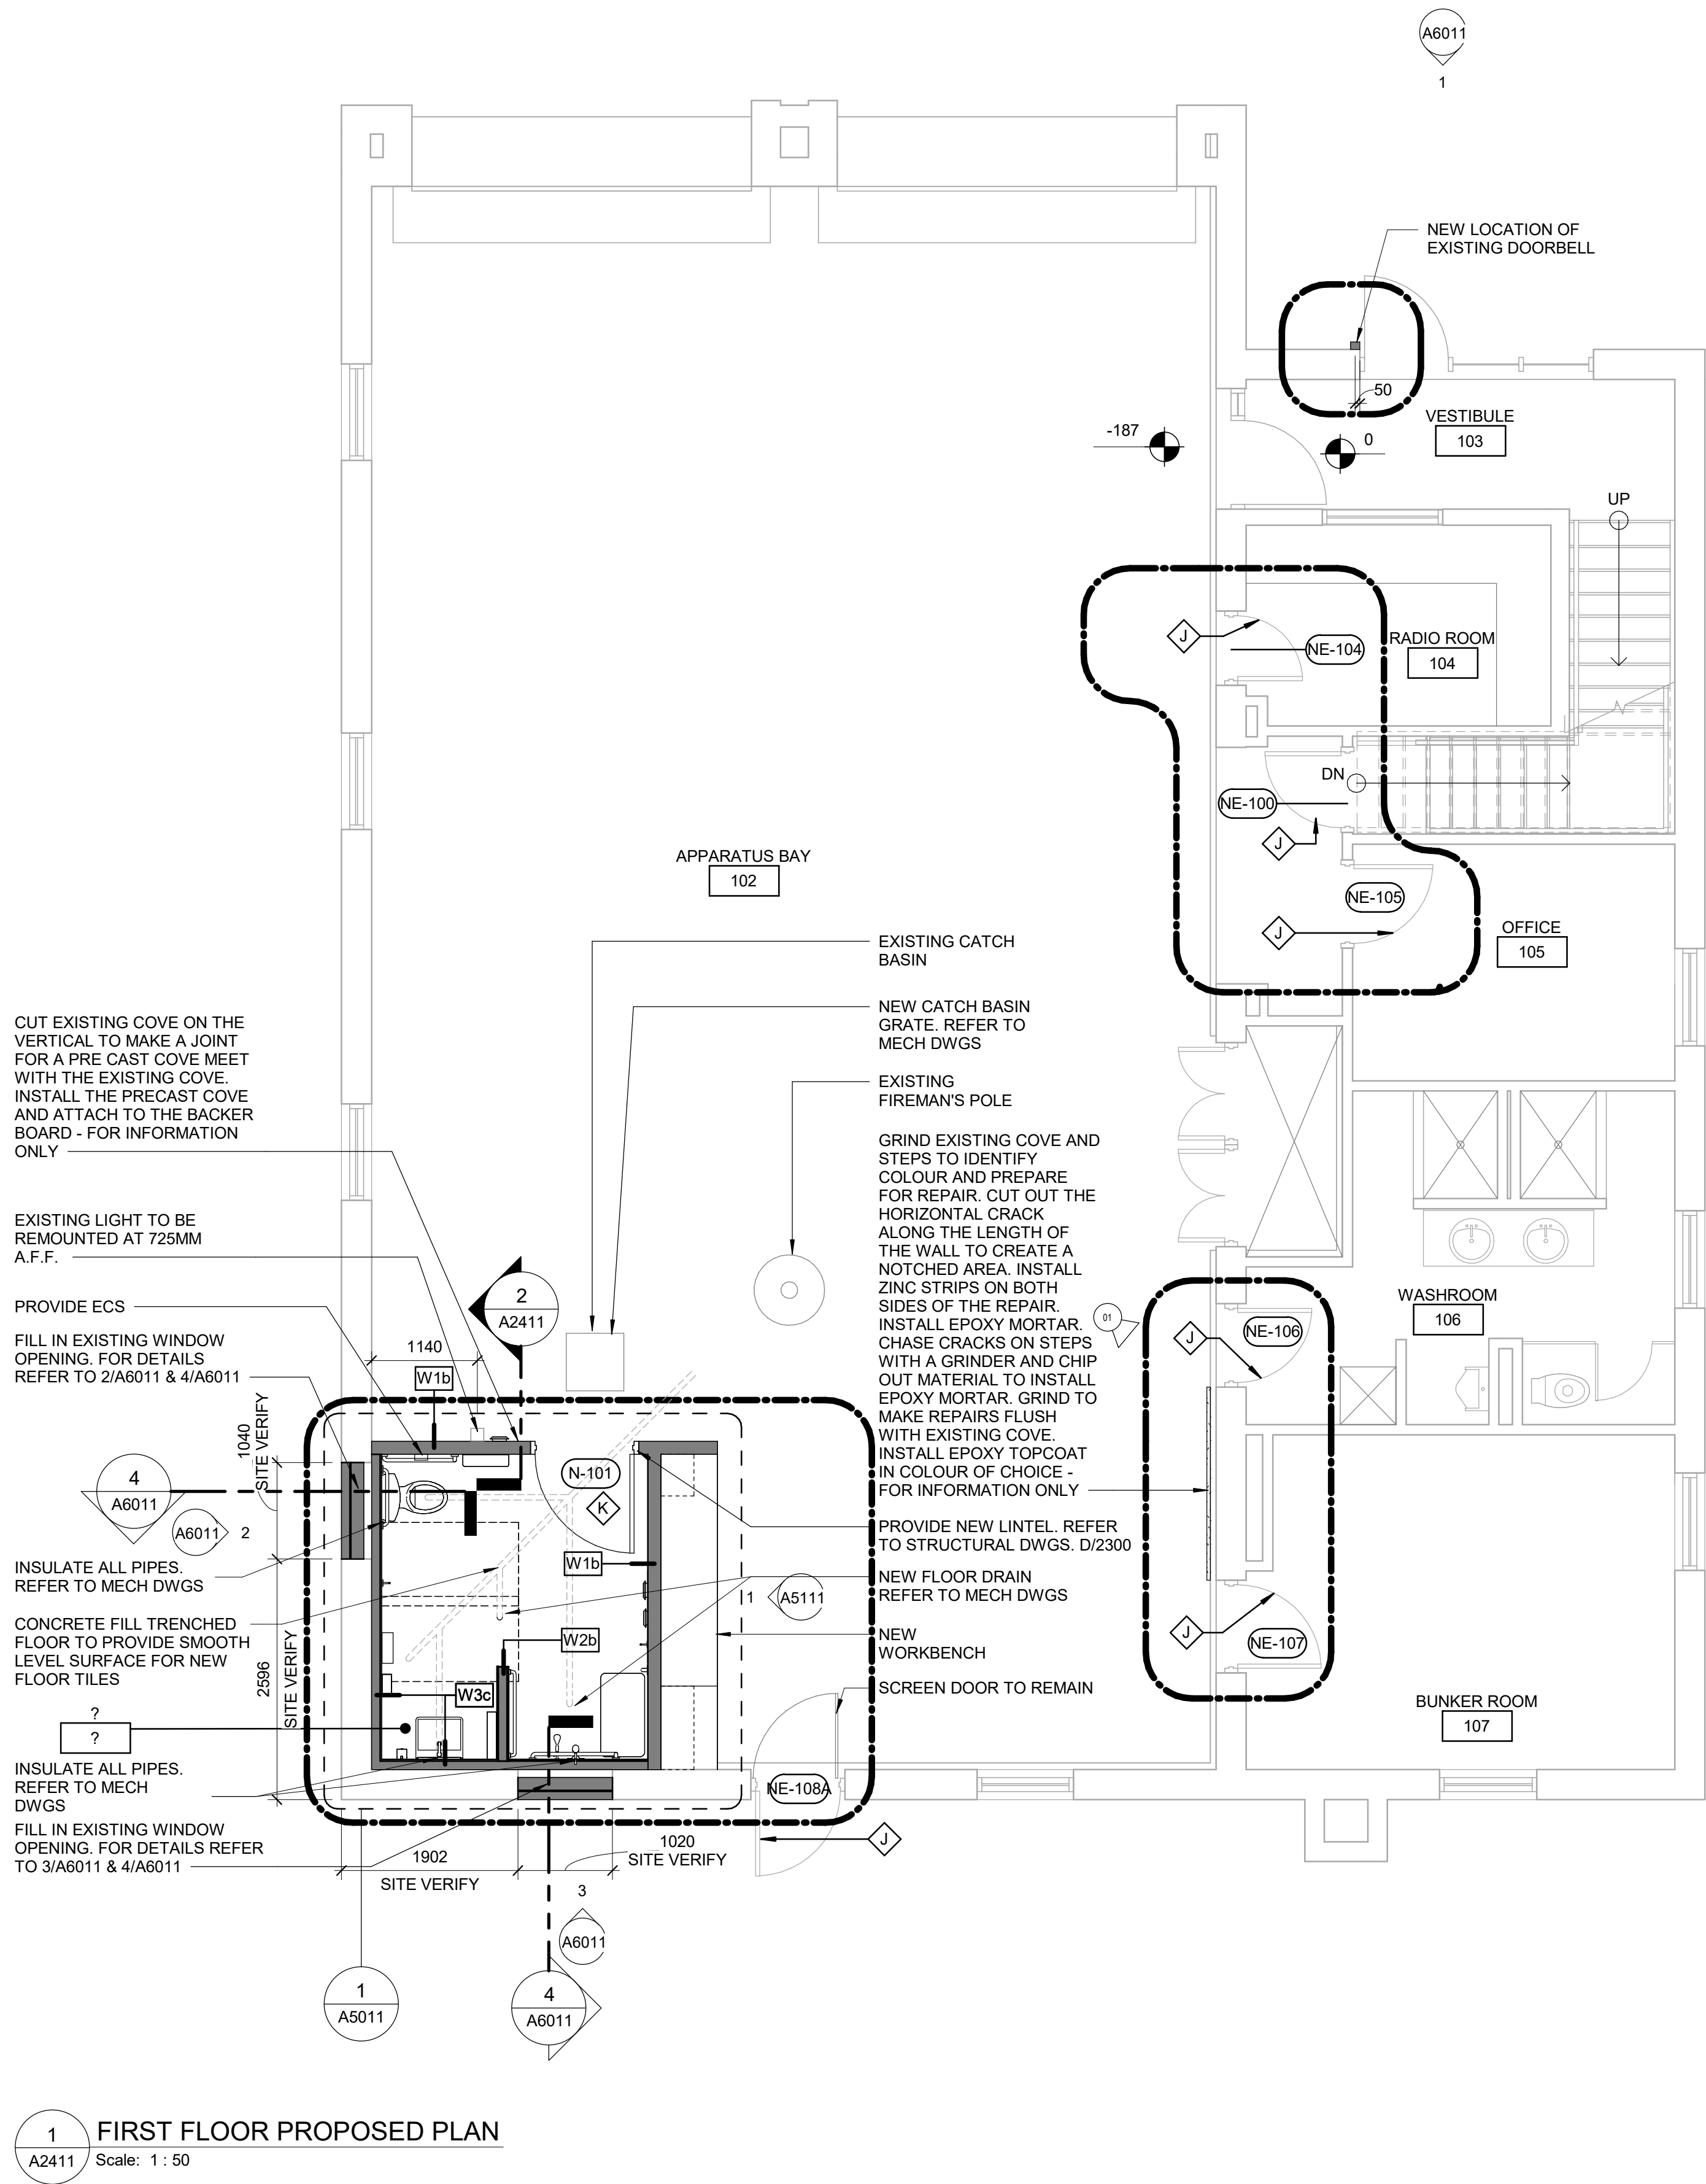 A6011
1
NEW LOCATION OF
EXISTING DOORBELL
50
VESTIBULE
103
-187
0
UP
J
NE-104
RADIO ROOM
104
DN
NE-100
J
NE-105
J
OFFICE
105
APPARATUS BAY
102
EXISTING CATCH
BASIN
NEW CATCH BASIN
GRATE. REFER TO
MECH DWGS
EXISTING
FIREMAN'S POLE
GRIND EXISTING COVE AND
STEPS TO IDENTIFY
COLOUR AND PREPARE
FOR REPAIR. CUT OUT THE
HORIZONTAL CRACK
ALONG THE LENGTH OF
THE WALL TO CREATE A
NOTCHED AREA. INSTALL
ZINC STRIPS ON BOTH
SIDES OF THE REPAIR.
INSTALL EPOXY MORTAR.
CHASE CRACKS ON STEPS
WITH A GRINDER AND CHIP
OUT MATERIAL TO INSTALL
EPOXY MORTAR. GRIND TO
MAKE REPAIRS FLUSH
WITH EXISTING COVE.
INSTALL EPOXY TOPCOAT
IN COLOUR OF CHOICE -
FOR INFORMATION ONLY
PROVIDE NEW LINTEL. REFER
TO STRUCTURAL DWGS. D/2300
NEW FLOOR DRAIN
REFER TO MECH DWGS
NEW
WORKBENCH
SCREEN DOOR TO REMAIN
CUT EXISTING COVE ON THE
VERTICAL TO MAKE A JOINT
FOR A PRE CAST COVE MEET
WITH THE EXISTING COVE.
INSTALL THE PRECAST COVE
AND ATTACH TO THE BACKER
BOARD - FOR INFORMATION
ONLY
EXISTING LIGHT TO BE
REMOUNTED AT 725MM
A.F.F.
PROVIDE ECS
FILL IN EXISTING WINDOW
OPENING. FOR DETAILS
REFER TO 2/A6011 & 4/A6011
2
A2411
1140
W1b
1040
SITE VERIFY
4
A6011
A6011
2
N-101
K
W1b
INSULATE ALL PIPES.
REFER TO MECH DWGS
CONCRETE FILL TRENCHED
FLOOR TO PROVIDE SMOOTH
LEVEL SURFACE FOR NEW
FLOOR TILES
2596
SITE VERIFY
W2b
W3c
1
A5111
?
?
INSULATE ALL PIPES.
REFER TO MECH
DWGS
FILL IN EXISTING WINDOW
OPENING. FOR DETAILS REFER
TO 3/A6011 & 4/A6011
1902
SITE VERIFY
1020
SITE VERIFY
3
A6011
NE-108A
J
1
A5011
4
A6011
01
J
NE-106
WASHROOM
106
J
NE-107
BUNKER ROOM
107
1
A2411
FIRST FLOOR PROPOSED PLAN
Scale: 1 : 50